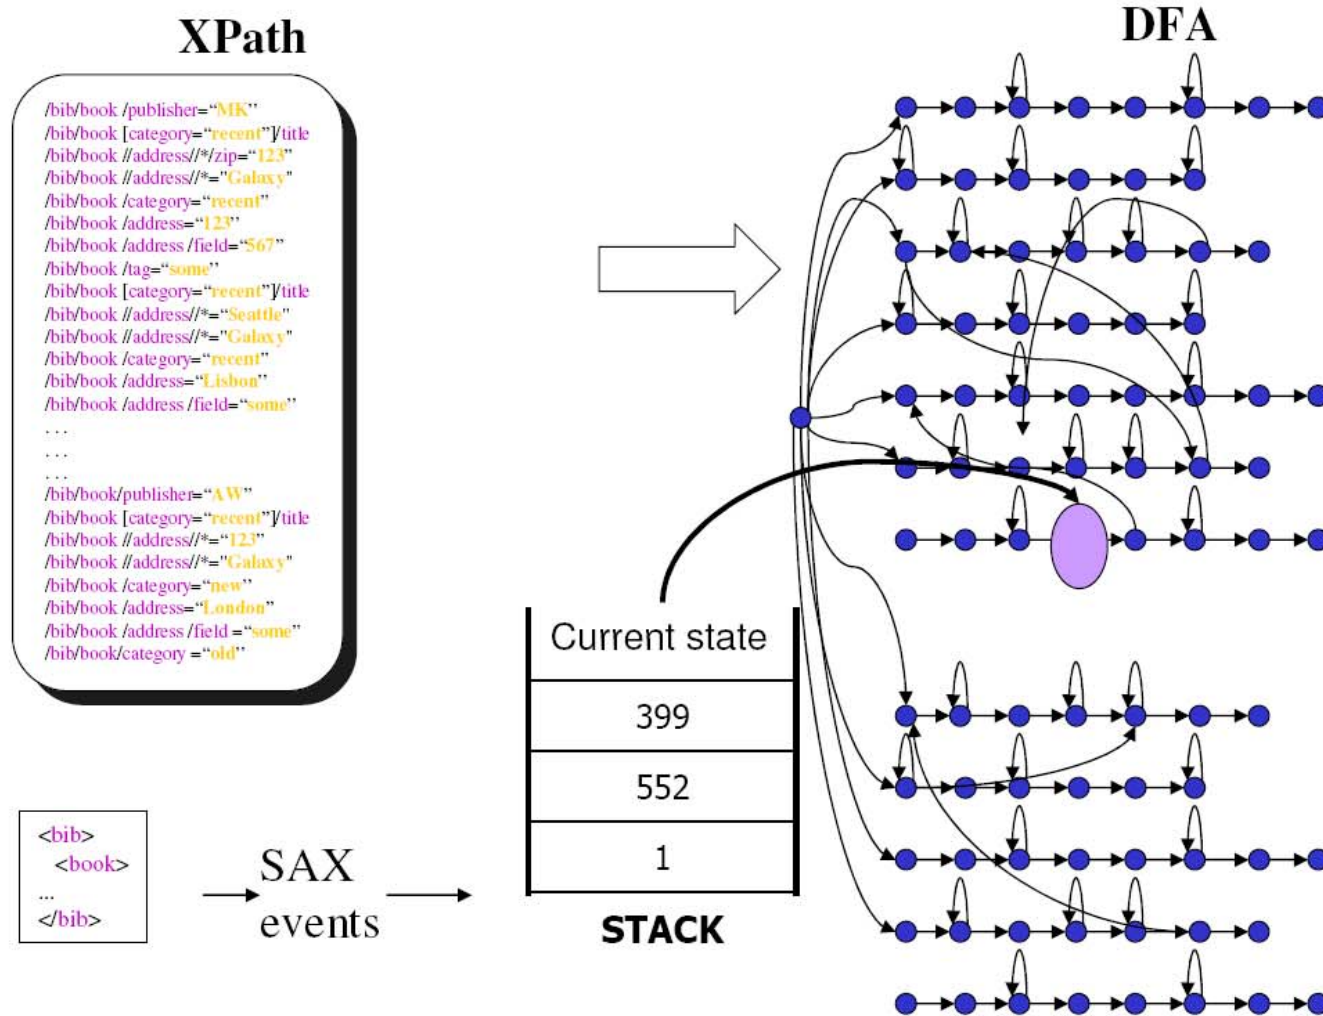 XPath
/bib/book /publisher=“MK”
/bib/book [category=“recent”]/title
/bib/book //address//*/zip=“123”
/bib/book //address//*="Galaxy"
/bib/book /category=“recent”
/bib/book /address=“123”
/bib/book /address /field=“567”
/bib/book /tag=“some”
/bib/book [category=“recent”]/title
/bib/book //address//*=“Seattle”
/bib/book //address//*="Galaxy"
/bib/book /category=“recent”
/bib/book /address=“Lisbon”
/bib/book /address /field=“some”
. . .
. . .
. . .
/bib/book/publisher=“AW”
/bib/book [category=“recent”]/title
/bib/book //address//*=“123”
/bib/book //address//*="Galaxy"
/bib/book /category=“new”
/bib/book /address=“London”
/bib/book /address /field =“some”
/bib/book/category =“old”
<bib>
<book>
...
</bib>
SAX
events
Current state
399
552
1
STACK
DFA